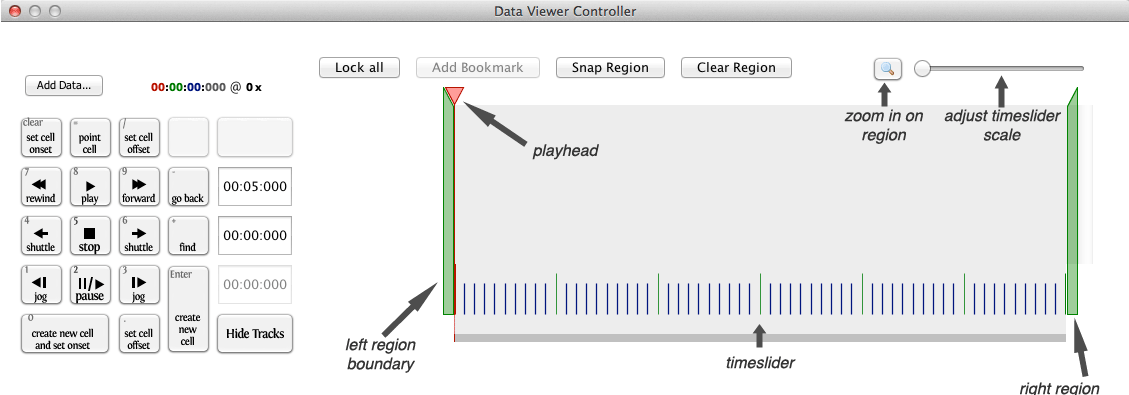 Data Viewer Controller
Add Data...
00:00:00:000 @ 0 x
Lock all
Add Bookmark
Snap Region
Clear Region
zoom in on
region
adjust timeslider
scale
playhead
clear
set cell
onset
=
point
cell
/
set cell
offset
7
rewind
8
play
9
forward
-
go back
00:05:000
4
shuttle
5
stop
6
shuttle
+
find
00:00:000
1
jog
2
pause
3
jog
Enter
create
new
cell
00:00:000
0
create new cell
and set onset
.
set cell
offset
Hide Tracks
left region
boundary
timeslider
right region